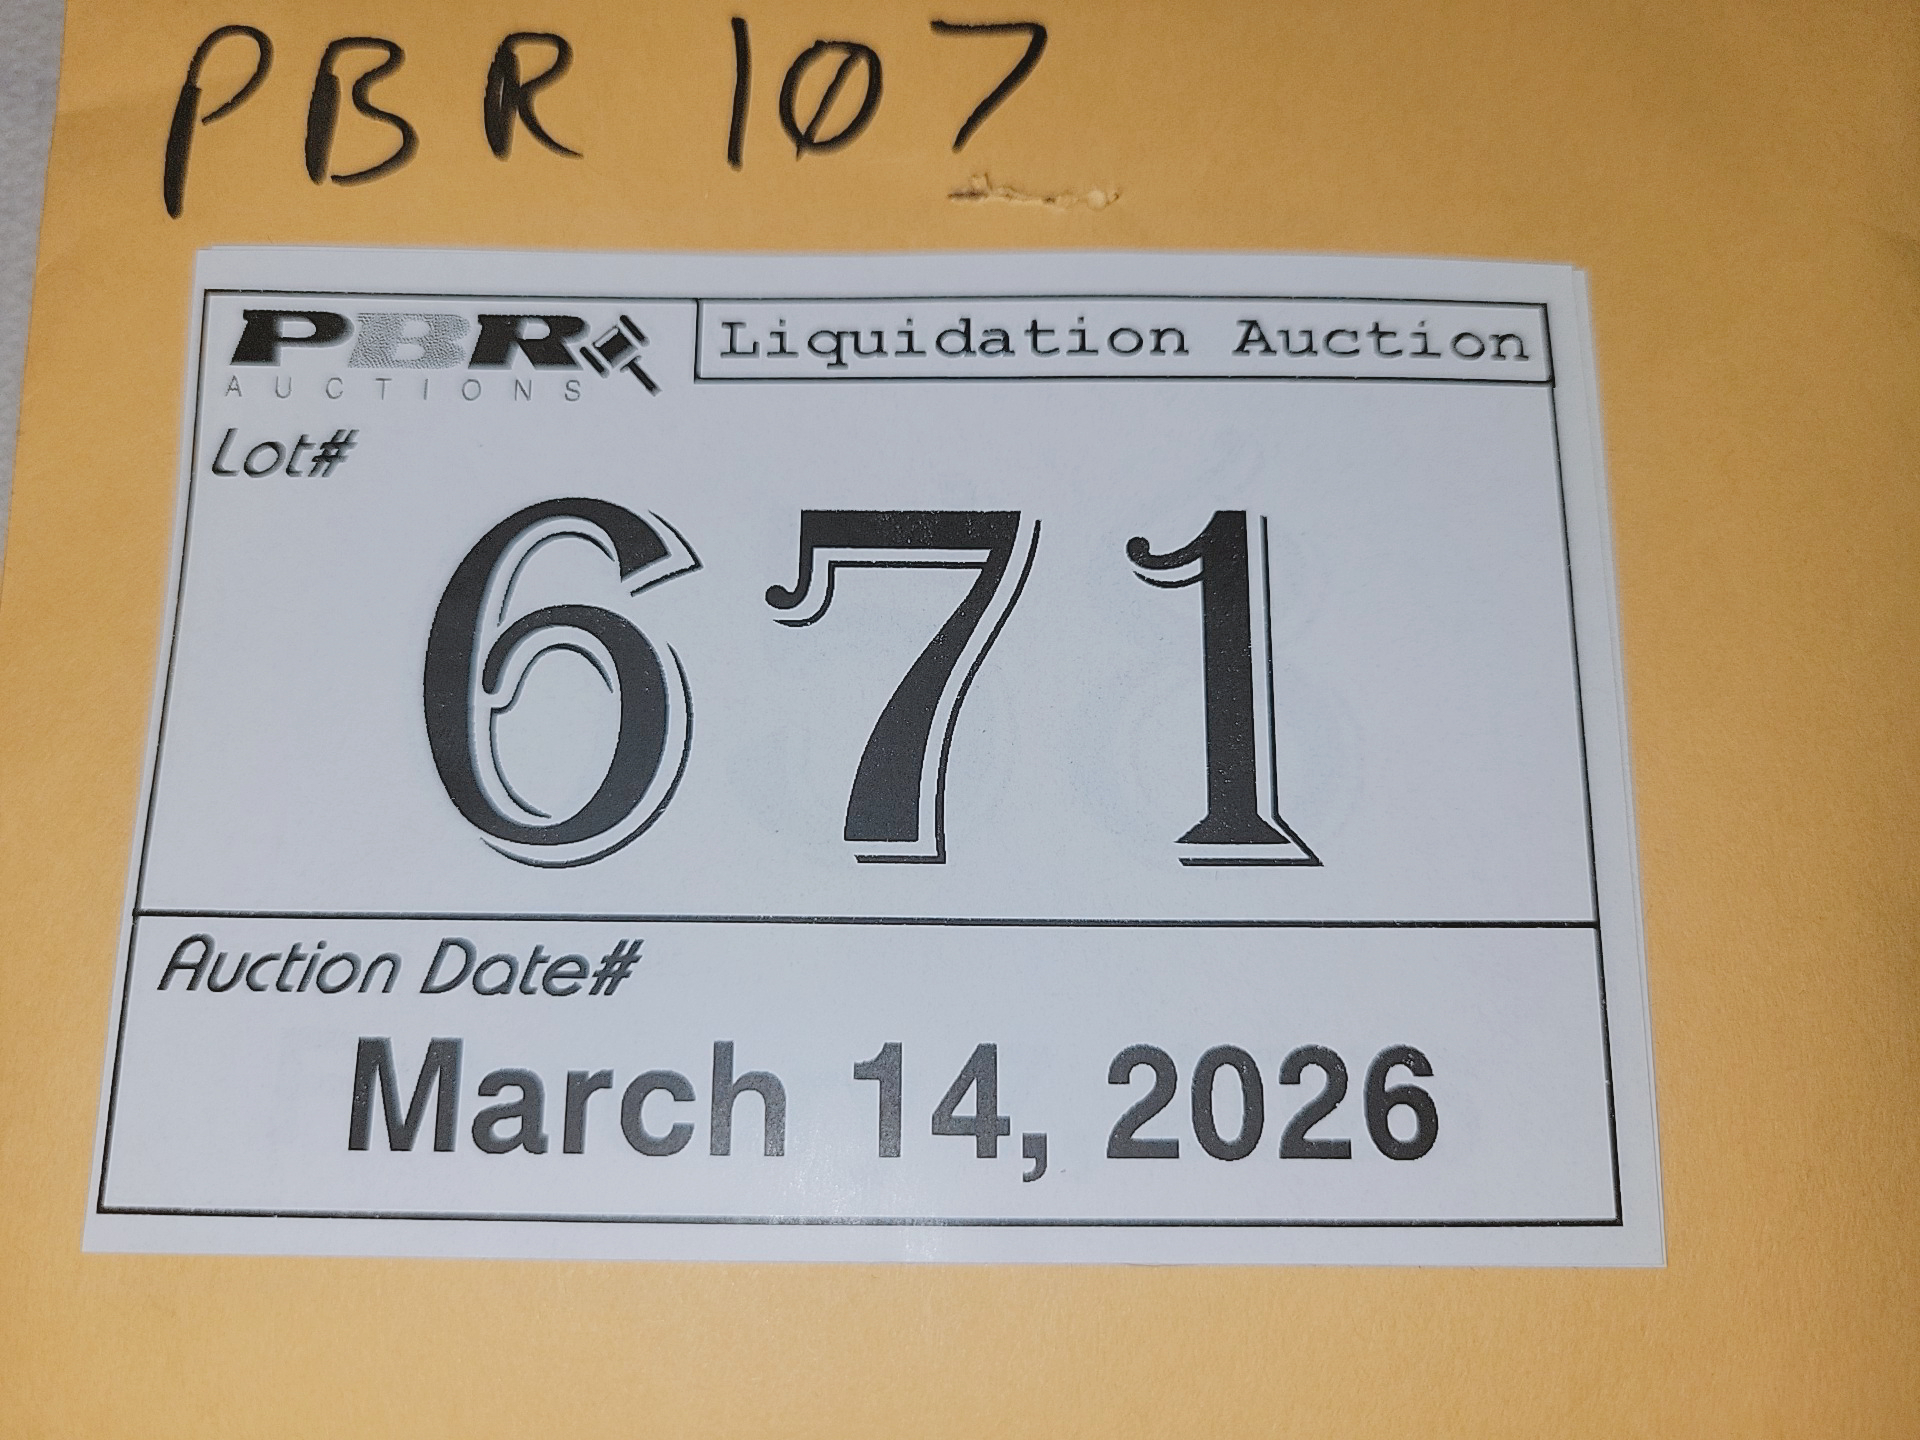 PBR 107
PBR
AUCTIONS
Liquidation Auction
Lot#
671
Auction Date#
March 14, 2026